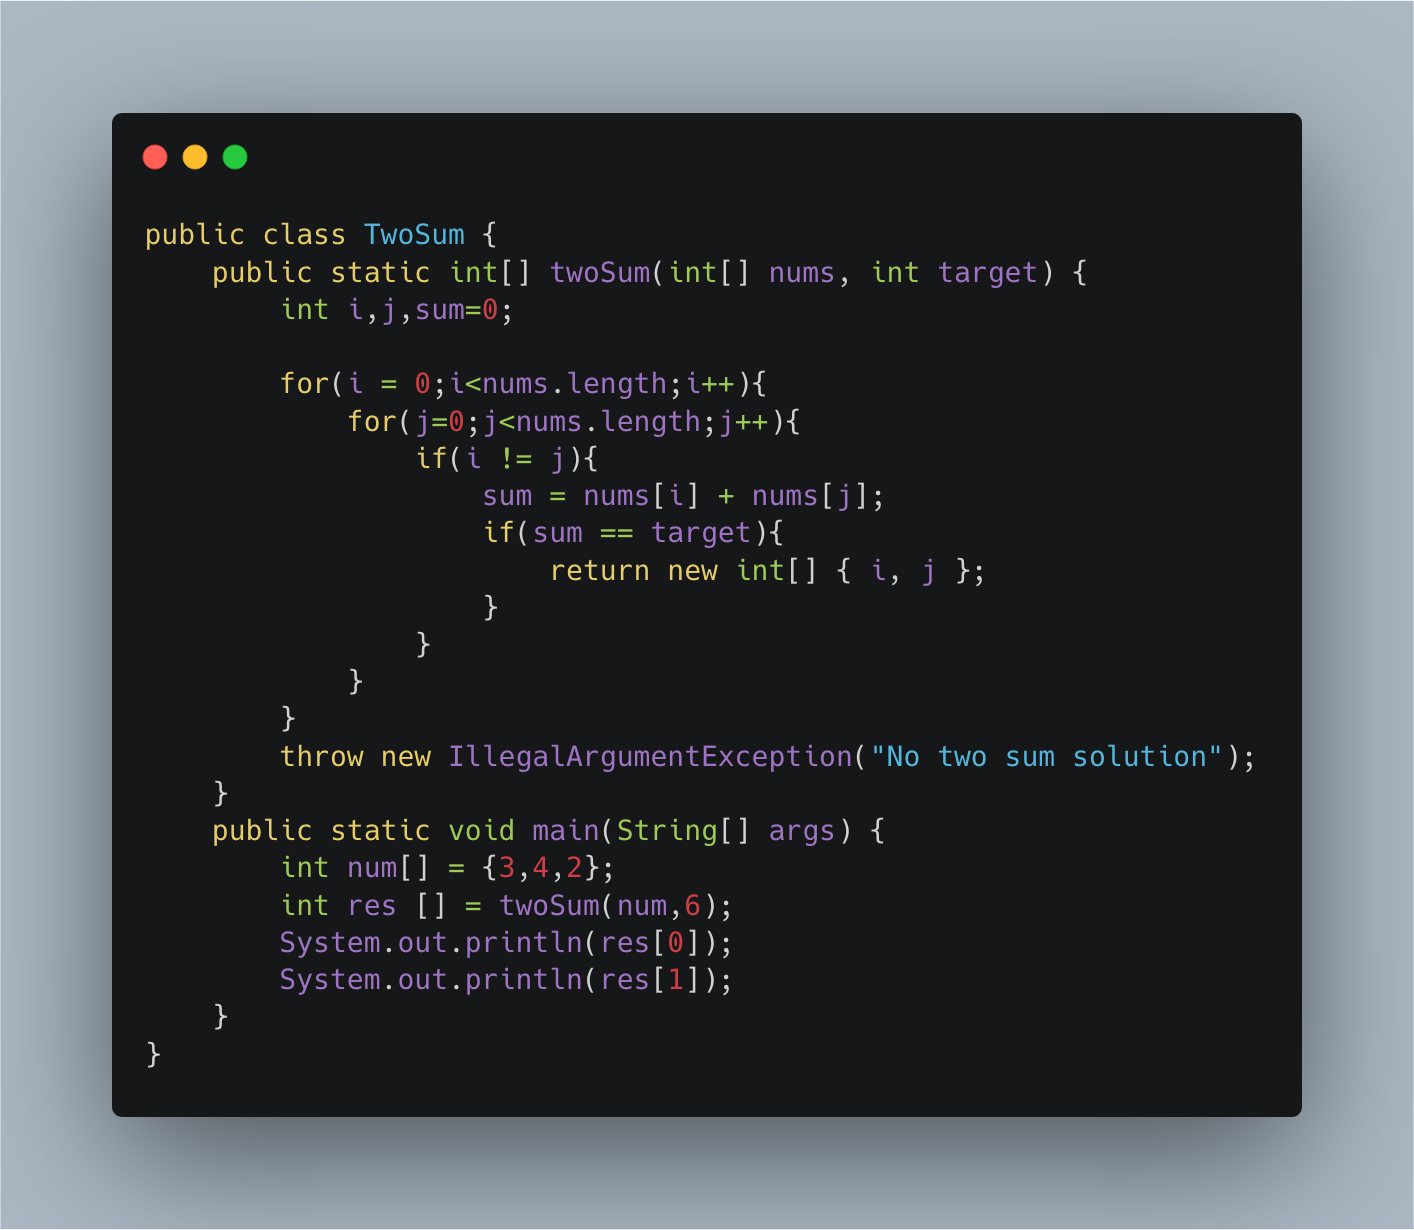 public class TwoSum {
    public static int[] twoSum(int[] nums, int target) {
        int i,j,sum=0;

        for(i = 0;i<nums.length;i++){
            for(j=0;j<nums.length;j++){
                if(i != j){
                    sum = nums[i] + nums[j];
                    if(sum == target){
                        return new int[] { i, j };
                    }
                }
            }
        }
        throw new IllegalArgumentException("No two sum solution");
    }
    public static void main(String[] args) {
        int num[] = {3,4,2};
        int res [] = twoSum(num,6);
        System.out.println(res[0]);
        System.out.println(res[1]);
    }
}